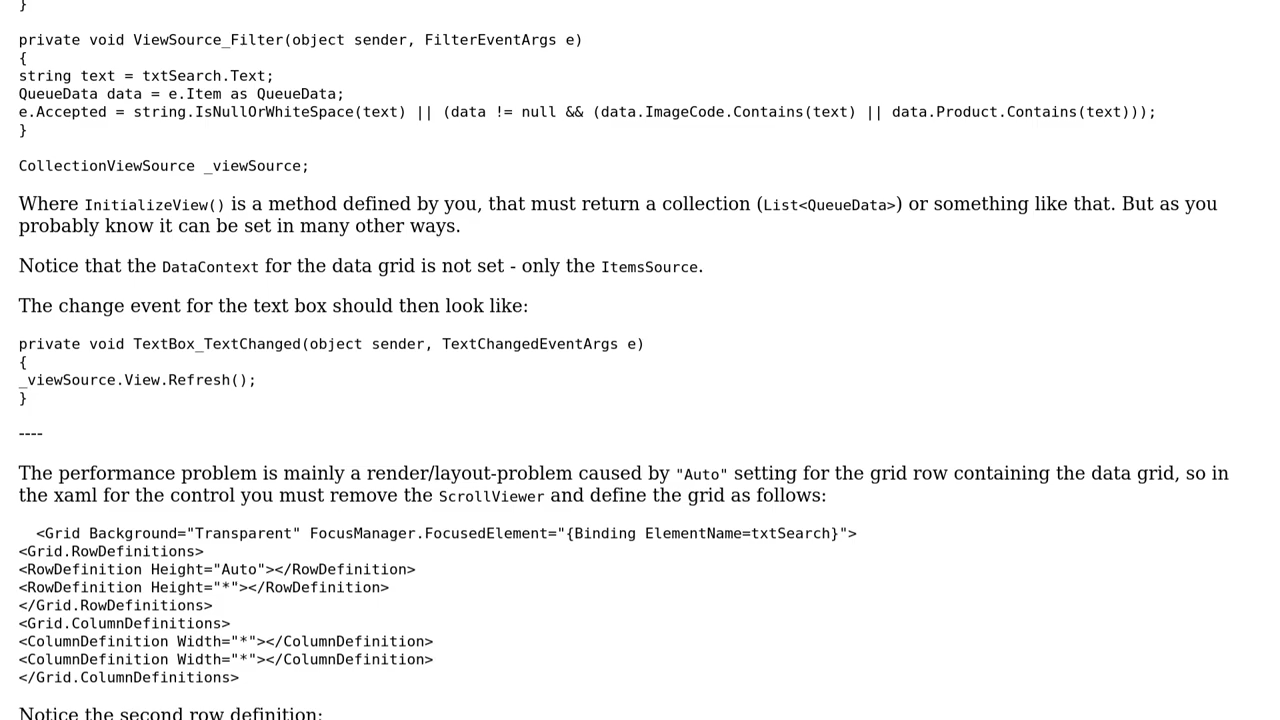 }
private void ViewSource_Filter(object sender, FilterEventArgs e)
{
string text = txtSearch.Text;
QueueData data = e.Item as QueueData;
e.Accepted = string.IsNullOrWhiteSpace(text) || (data != null && (data.ImageCode.Contains(text) || data.Product.Contains(text)));
}
CollectionViewSource _viewSource;
Where InitializeView() is a method defined by you, that must return a collection (List<QueueData>) or something like that. But as you
probably know it can be set in many other ways.
Notice that the DataContext for the data grid is not set - only the ItemsSource.
The change event for the text box should then look like:
private void TextBox_TextChanged(object sender, TextChangedEventArgs e)
{
_viewSource.View.Refresh();
}
----
The performance problem is mainly a render/layout-problem caused by "Auto" setting for the grid row containing the data grid, so in
the xaml for the control you must remove the ScrollViewer and define the grid as follows:
<Grid Background="Transparent" FocusManager.FocusedElement="{Binding ElementName=txtSearch}">
<Grid.RowDefinitions>
<RowDefinition Height="Auto"></RowDefinition>
<RowDefinition Height="*"></RowDefinition>
</Grid.RowDefinitions>
<Grid.ColumnDefinitions>
<ColumnDefinition Width="*"></ColumnDefinition>
<ColumnDefinition Width="*"></ColumnDefinition>
</Grid.ColumnDefinitions>
Notice the second row definition: